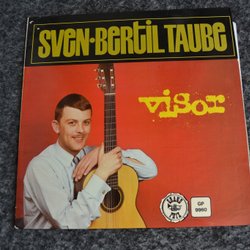 SVEN-BERTIL TAUBE
visor
GP
9960